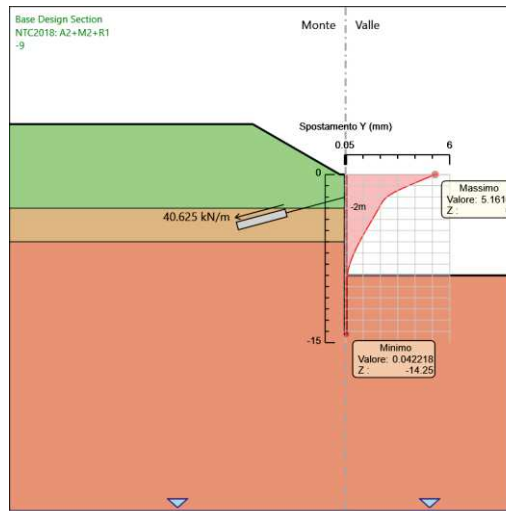 Base Design Section
NTC2018: A2+M2+R1
-9
Monte Valle
Spostamento Y (mm)
0.05 6
0
Massimo
Valore: 5.161
Z :
-2m
40.625 kN/m
-15
Minimo
Valore: 0.042218
Z : -14.25